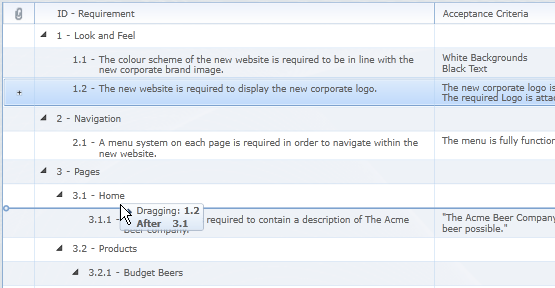 ID - Requirement
Acceptance Criteria
1 - Look and Feel
1.1 - The colour scheme of the new website is required to be in line with the
new corporate brand image.
White Backgrounds
Black Text
1.2 - The new website is required to display the new corporate logo.
The new corporate logo is
The required Logo is attac
2 - Navigation
2.1 - A menu system on each page is required in order to navigate within the
new website.
The menu is fully function
3 - Pages
3.1 - Home
Dragging: 1.2
After 3.1
3.1.1 - required to contain a description of The Acme
Beer company.
"The Acme Beer Company
beer possible."
3.2 - Products
3.2.1 - Budget Beers